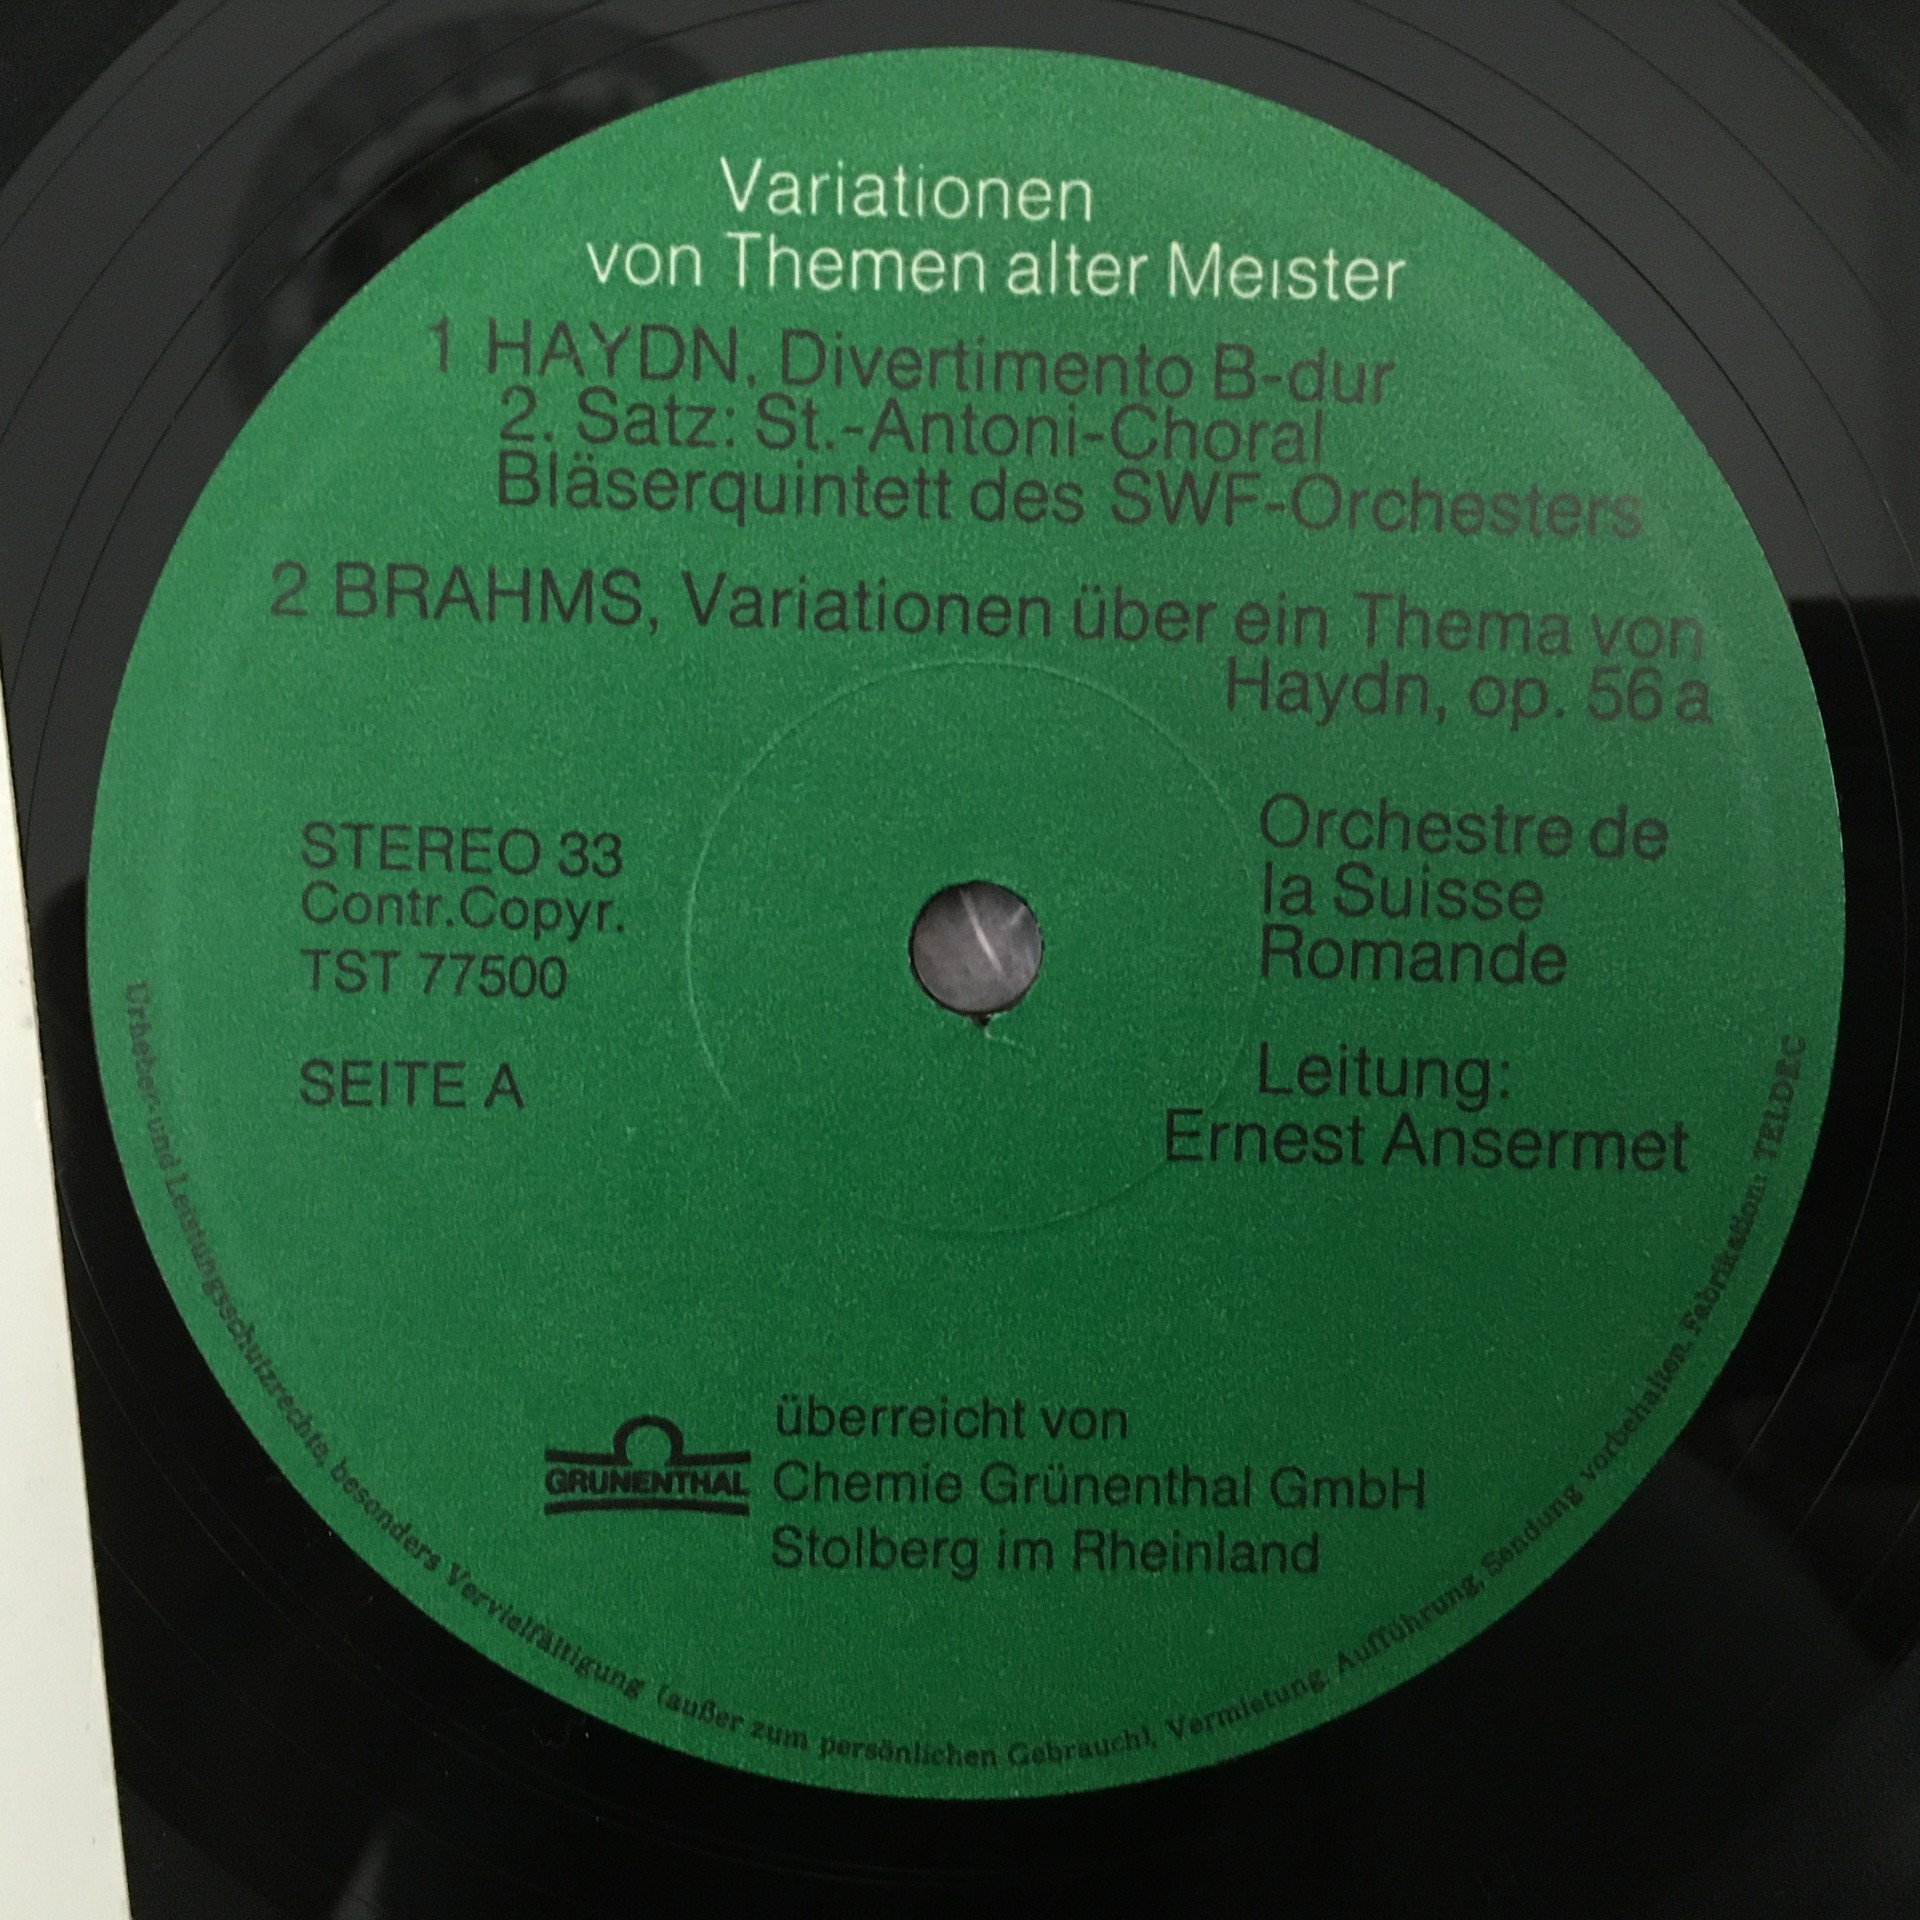 Variationen
von Themen alter Meister
1 HAYDN, Divertimento B-dur
2. Satz: St.-Antoni-Choral
Bläserquintett des SWF-Orchesters
2 BRAHMS, Variationen über ein Thema von
Haydn, op. 56 a
STEREO 33
Contr.Copyr.
TST 77500
SEITE A
Orchestre de
la Suisse
Romande
Leitung:
Ernest Ansermet
GRÜNENTHAL
überreicht von
Chemie Grünenthal GmbH
Stolberg im Rheinland
Urheber- und Leistungsschutzrechte, besonders Vervielfältigung (außer zum persönlichen Gebrauch), Vermietung, Aufführung, Sendung vorbehalten. Fabrikation: TELDEC